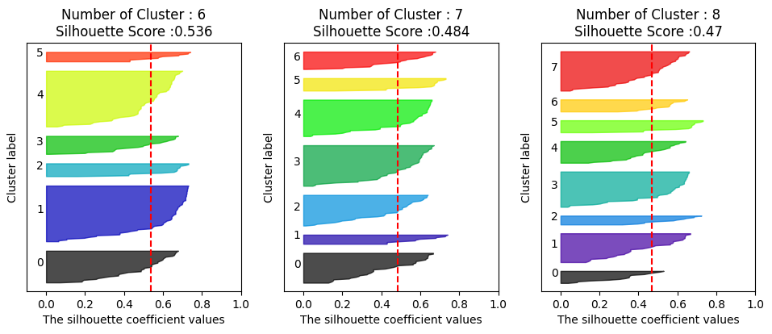 Number of Cluster : 6
Silhouette Score :0.536
Cluster label
5
4
3
2
1
0
0.0 0.2 0.4 0.6 0.8 1.0
The silhouette coefficient values
Number of Cluster : 7
Silhouette Score :0.484
Cluster label
6
5
4
3
2
1
0
0.0 0.2 0.4 0.6 0.8 1.0
The silhouette coefficient values
Number of Cluster : 8
Silhouette Score :0.47
Cluster label
7
6
5
4
3
2
1
0
0.0 0.2 0.4 0.6 0.8 1.0
The silhouette coefficient values